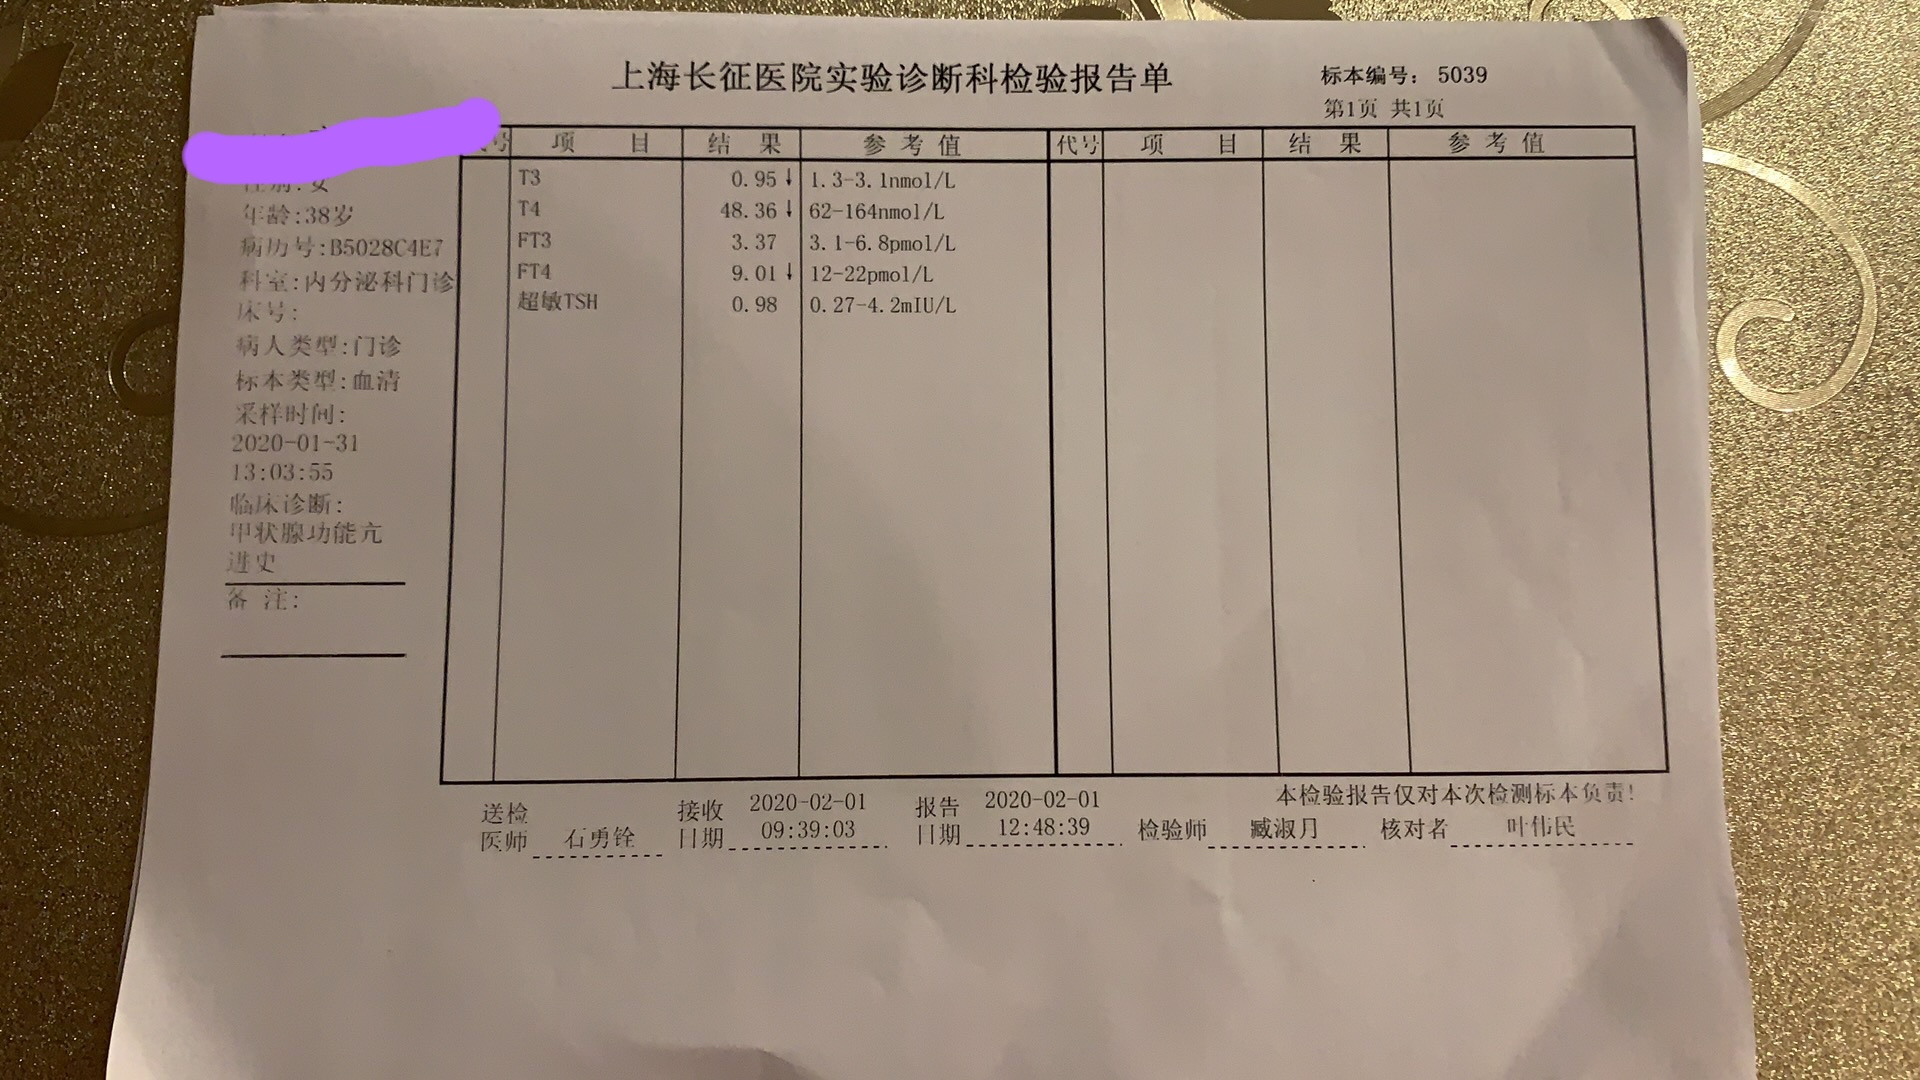 上海长征医院实验诊断科检验报告单
标本编号: 5039
第1页 共1页
性别:女
年龄:38岁
病历号:B5028C4E7
科室:内分泌科门诊
床号:
病人类型:门诊
标本类型:血清
采样时间:
2020-01-31
13:03:55
临床诊断:
甲状腺功能亢
进史
备 注:
号 项 目 结 果 参 考 值 代号 项 目 结 果 参 考 值
T3 0.95↓ 1.3-3.1nmol/L
T4 48.36↓ 62-164nmol/L
FT3 3.37 3.1-6.8pmol/L
FT4 9.01↓ 12-22pmol/L
超敏TSH 0.98 0.27-4.2mIU/L
本检验报告仅对本次检测标本负责!
送检医师 石勇铨 接收日期 2020-02-01 09:39:03 报告日期 2020-02-01 12:48:39 检验师 臧淑月 核对者 叶伟民